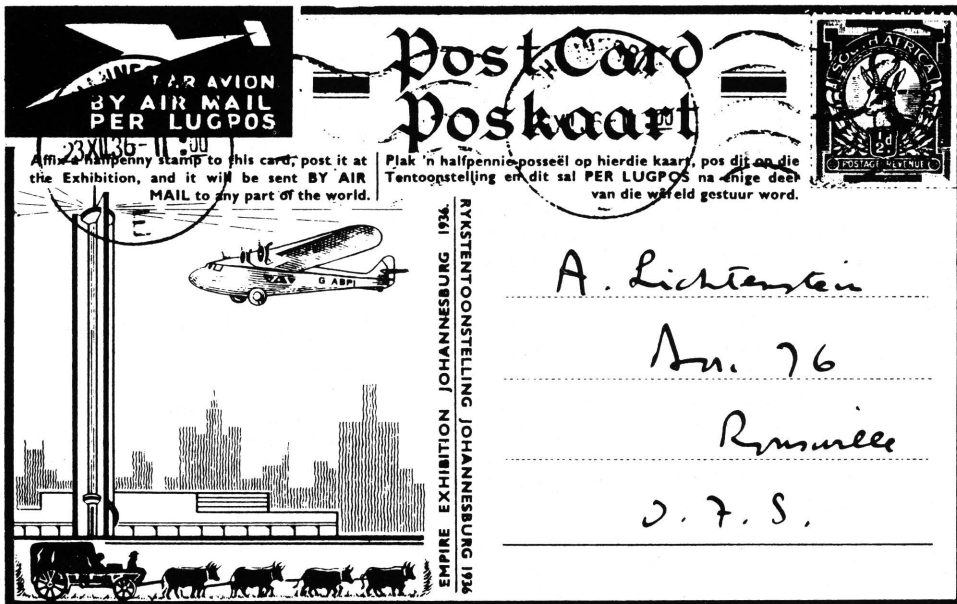 PAR AVION
BY AIR MAIL
PER LUGPOS
Post Card
Poskaart
SOUTH AFRICA
½d
POSTAGE REVENUE
23 XII 36 - 11 00
Affix a halfpenny stamp to this card, post it at
the Exhibition, and it will be sent BY AIR
MAIL to any part of the world.
Plak 'n halfpennie-posseël op hierdie kaart, pos dit op die
Tentoonstelling en dit sal PER LUGPOS na enige deel
van die wêreld gestuur word.
G ABPI
EMPIRE EXHIBITION JOHANNESBURG 1936.
RYKSTENTOONSTELLING JOHANNESBURG 1936
A. Lichtenstein
76
O. F. S.